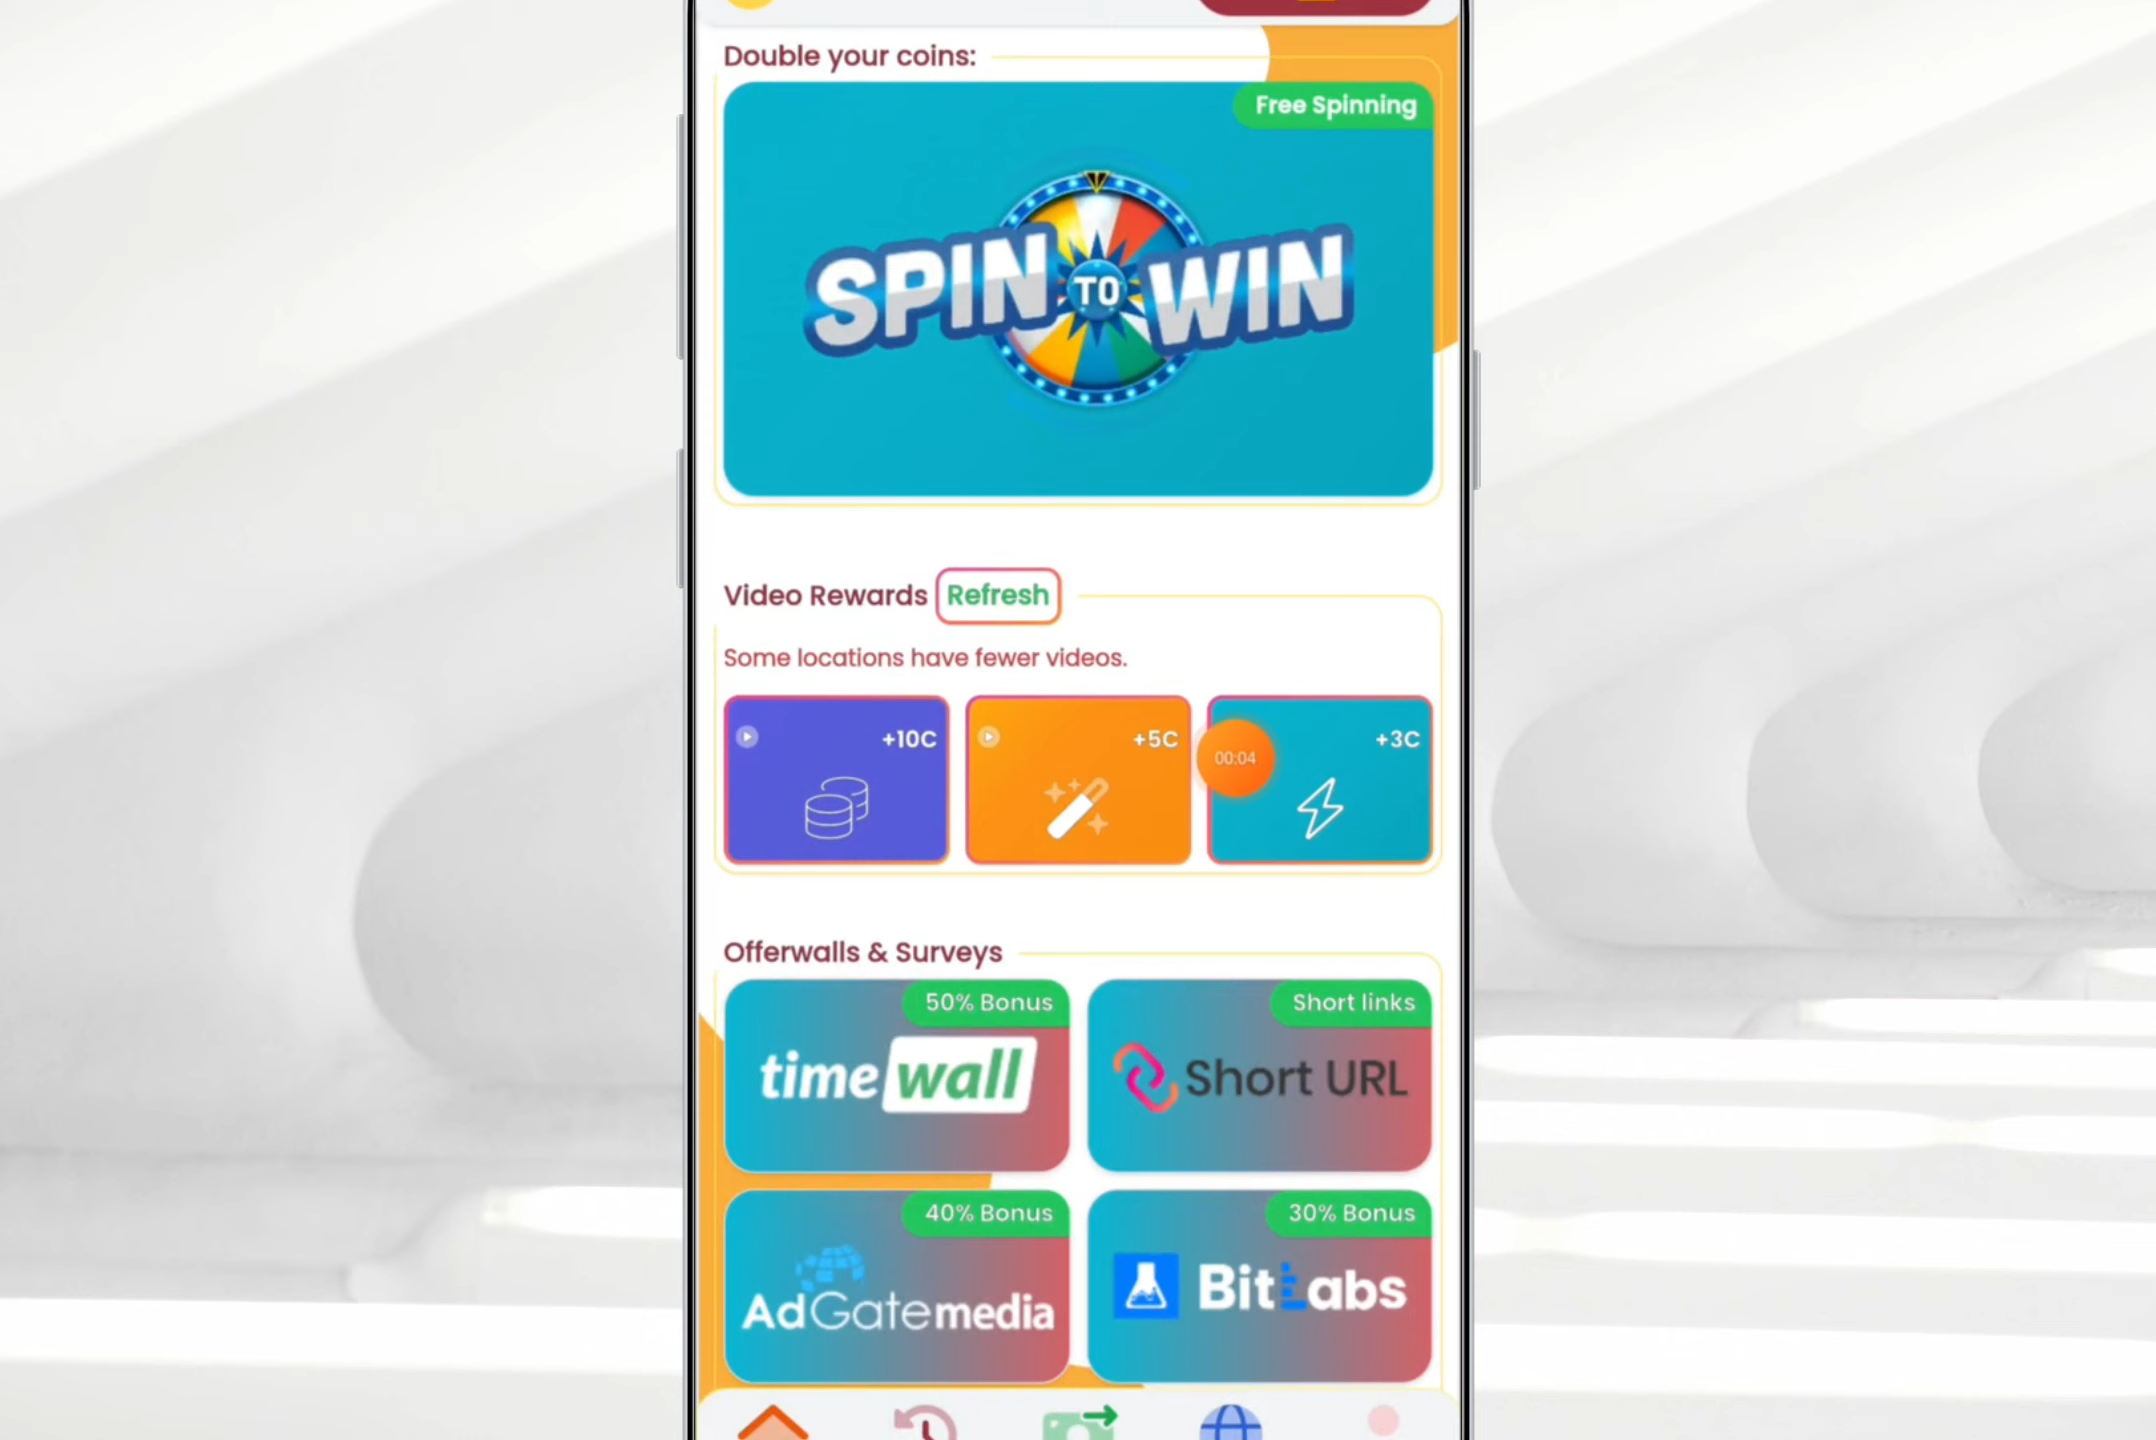 Double your coins:
Free Spinning
SPIN TO WIN
Video Rewards Refresh
Some locations have fewer videos.
+10C
+5C
00:04
+3C
Offerwalls & Surveys
50% Bonus
timewall
Short links
Short URL
40% Bonus
AdGatemedia
30% Bonus
BitLabs